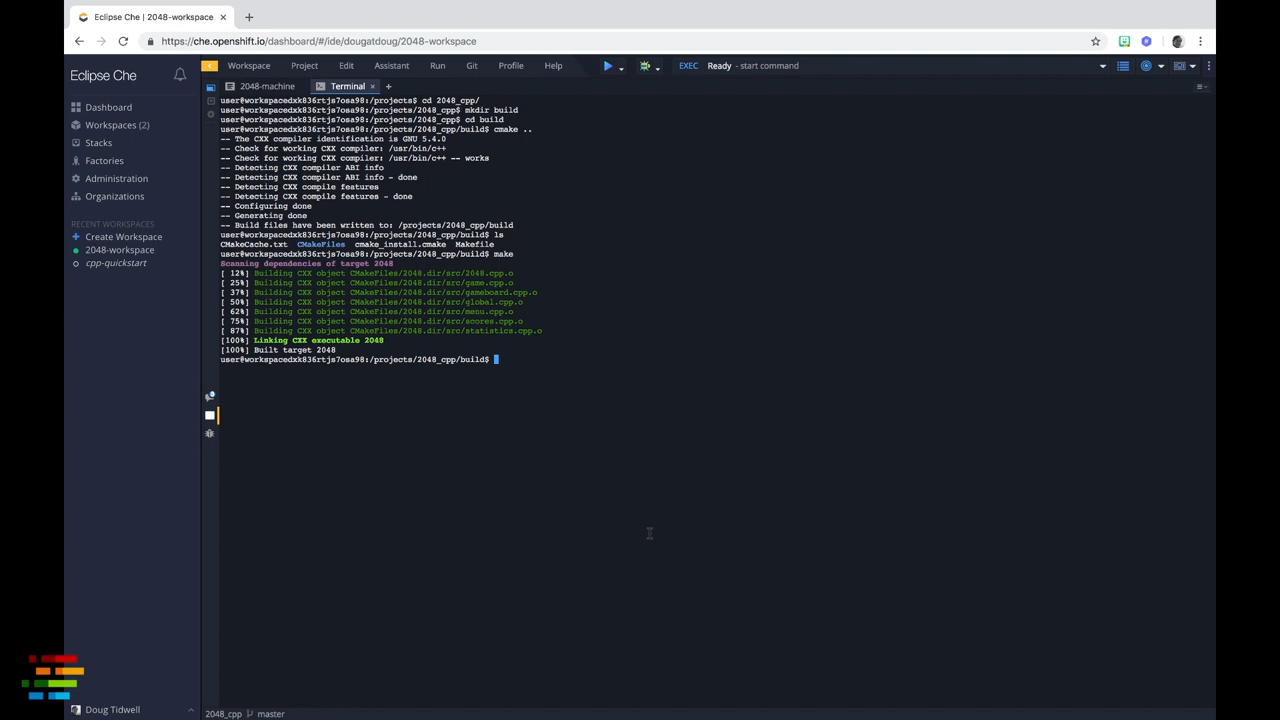 Eclipse Che | 2048-workspace
https://che.openshift.io/dashboard/#/ide/dougatdoug/2048-workspace
Eclipse Che
Workspace Project Edit Assistant Run Git Profile Help EXEC Ready - start command
Dashboard
Workspaces (2)
Stacks
Factories
Administration
Organizations
RECENT WORKSPACES
Create Workspace
2048-workspace
cpp-quickstart
2048-machine Terminal
user@workspacedxk836rtjs7osa98:/projects$ cd 2048_cpp/
user@workspacedxk836rtjs7osa98:/projects/2048_cpp$ mkdir build
user@workspacedxk836rtjs7osa98:/projects/2048_cpp$ cd build
user@workspacedxk836rtjs7osa98:/projects/2048_cpp/build$ cmake ..
-- The CXX compiler identification is GNU 5.4.0
-- Check for working CXX compiler: /usr/bin/c++
-- Check for working CXX compiler: /usr/bin/c++ -- works
-- Detecting CXX compiler ABI info
-- Detecting CXX compiler ABI info - done
-- Detecting CXX compile features
-- Detecting CXX compile features - done
-- Configuring done
-- Generating done
-- Build files have been written to: /projects/2048_cpp/build
user@workspacedxk836rtjs7osa98:/projects/2048_cpp/build$ ls
CMakeCache.txt CMakeFiles cmake_install.cmake Makefile
user@workspacedxk836rtjs7osa98:/projects/2048_cpp/build$ make
Scanning dependencies of target 2048
[ 12%] Building CXX object CMakeFiles/2048.dir/src/2048.cpp.o
[ 25%] Building CXX object CMakeFiles/2048.dir/src/game.cpp.o
[ 37%] Building CXX object CMakeFiles/2048.dir/src/gameboard.cpp.o
[ 50%] Building CXX object CMakeFiles/2048.dir/src/global.cpp.o
[ 62%] Building CXX object CMakeFiles/2048.dir/src/menu.cpp.o
[ 75%] Building CXX object CMakeFiles/2048.dir/src/scores.cpp.o
[ 87%] Building CXX object CMakeFiles/2048.dir/src/statistics.cpp.o
[100%] Linking CXX executable 2048
[100%] Built target 2048
user@workspacedxk836rtjs7osa98:/projects/2048_cpp/build$
Doug Tidwell
2048_cpp master